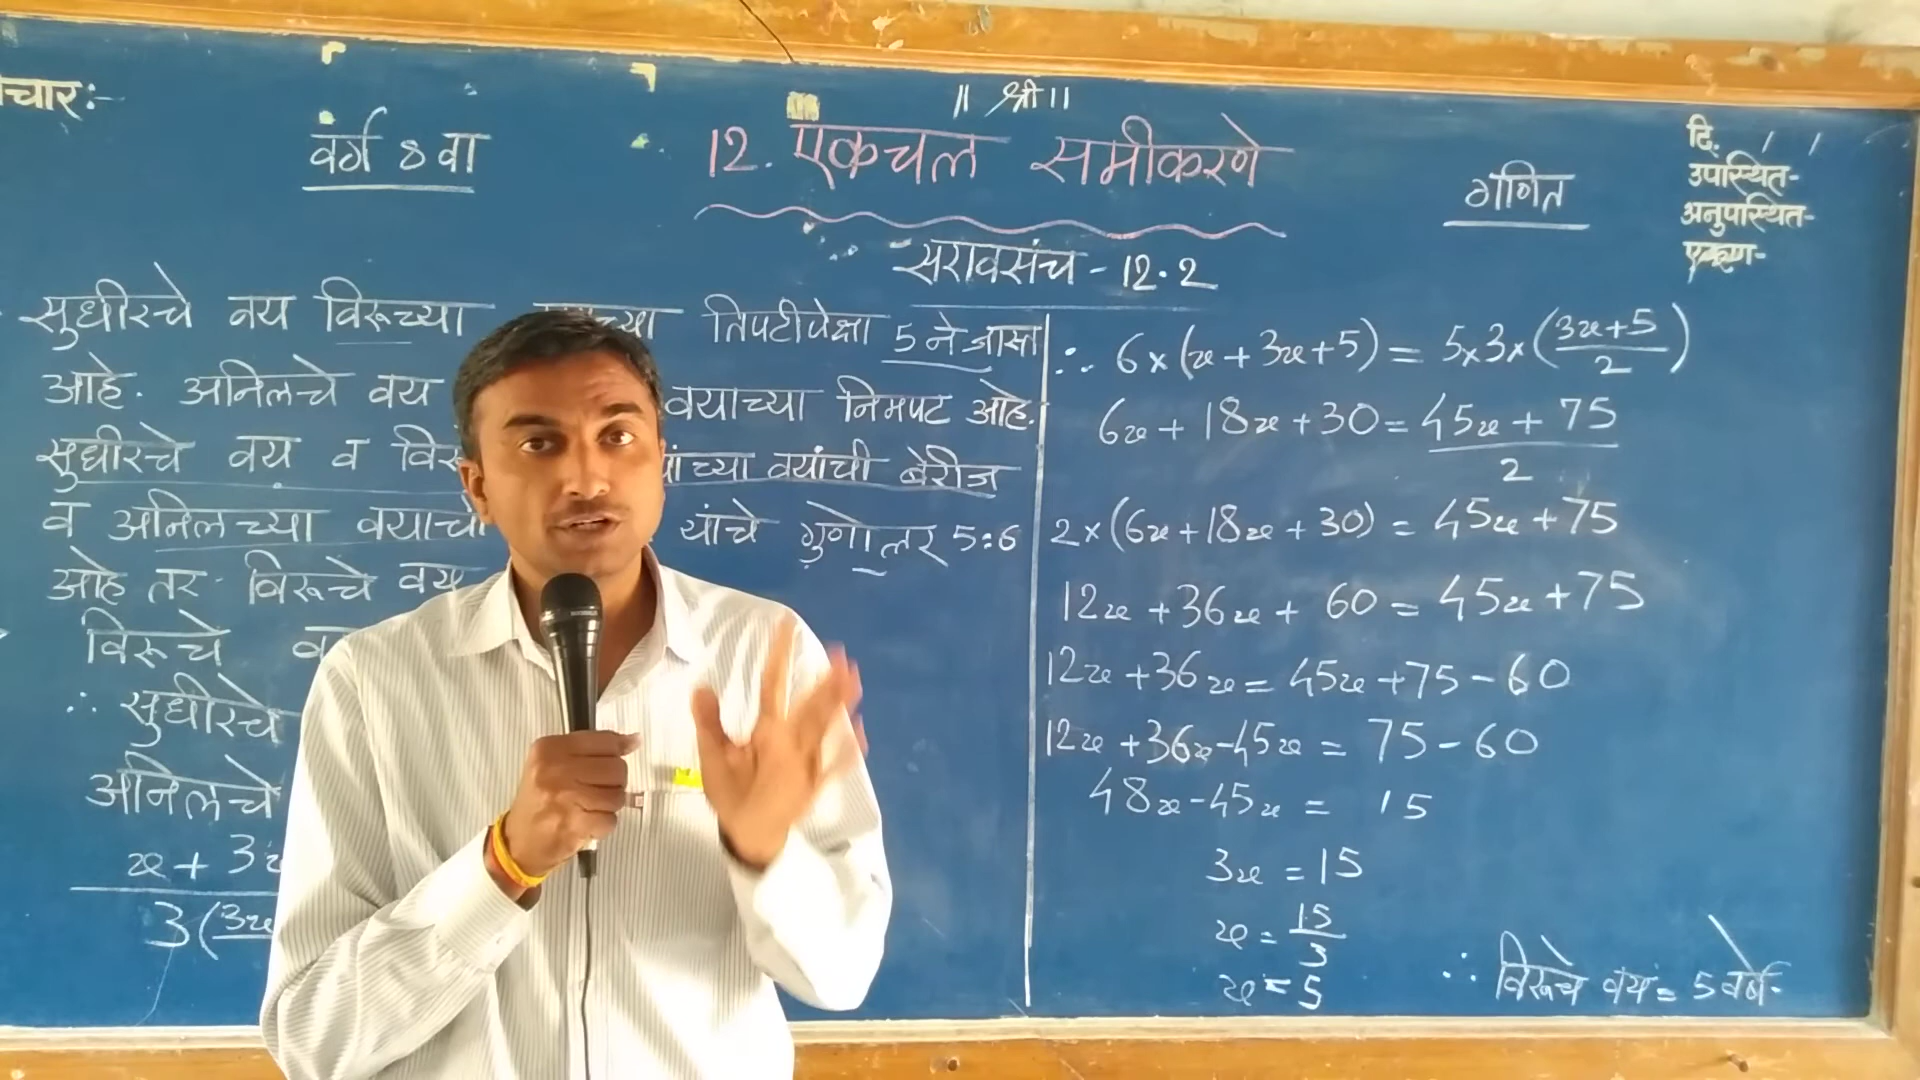 ॥ श्री ॥
वर्ग 8 वा
12. एकचल समीकरणे
गणित
दि. / /
उपस्थित-
अनुपस्थित-
एकूण-
सरावसंच - 12.2
सुधीरचे वय विरूच्या तिपटीपेक्षा 5 ने जास्त
आहे. अनिलचे वय वयाच्या निमपट आहे.
सुधीरचे वय व वयांची बेरीज
व अनिलच्या वयाची यांचे गुणोत्तर 5:6
आहे तर विरूचे वय
विरूचे
∴ सुधीरचे
अनिलचे
x + 3x
3(3x
∴ 6×(x + 3x+5) = 5×3×(3x+5/2)
6x + 18x + 30 = 45x + 75/2
2×(6x+18x+30) = 45x+75
12x + 36x + 60 = 45x+75
12x + 36x = 45x +75-60
12x +36x-45x = 75-60
48x-45x = 15
3x = 15
x = 15/3
x = 5
∴ विरूचे वय = 5 वर्षे.